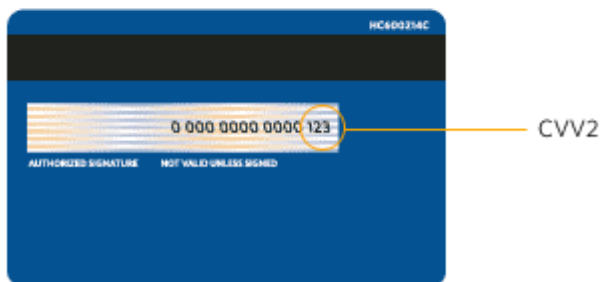 HC600214C
0 000 0000 0000 123
CVV2
AUTHORIZED SIGNATURE NOT VALID UNLESS SIGNED